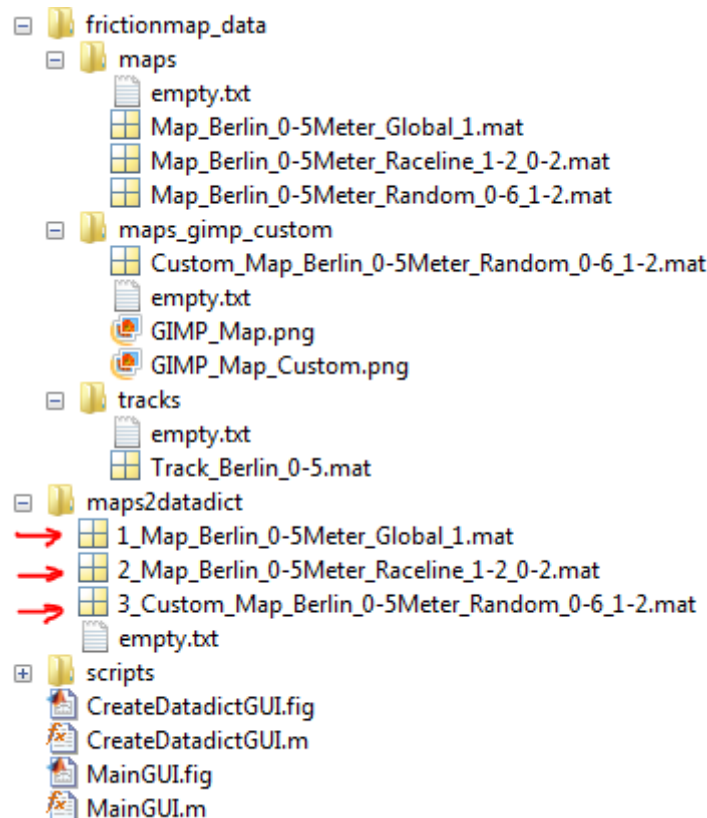 frictionmap_data
maps
empty.txt
Map_Berlin_0-5Meter_Global_1.mat
Map_Berlin_0-5Meter_Raceline_1-2_0-2.mat
Map_Berlin_0-5Meter_Random_0-6_1-2.mat
maps_gimp_custom
Custom_Map_Berlin_0-5Meter_Random_0-6_1-2.mat
empty.txt
GIMP_Map.png
GIMP_Map_Custom.png
tracks
empty.txt
Track_Berlin_0-5.mat
maps2datadict
1_Map_Berlin_0-5Meter_Global_1.mat
2_Map_Berlin_0-5Meter_Raceline_1-2_0-2.mat
3_Custom_Map_Berlin_0-5Meter_Random_0-6_1-2.mat
empty.txt
scripts
CreateDatadictGUI.fig
CreateDatadictGUI.m
MainGUI.fig
MainGUI.m